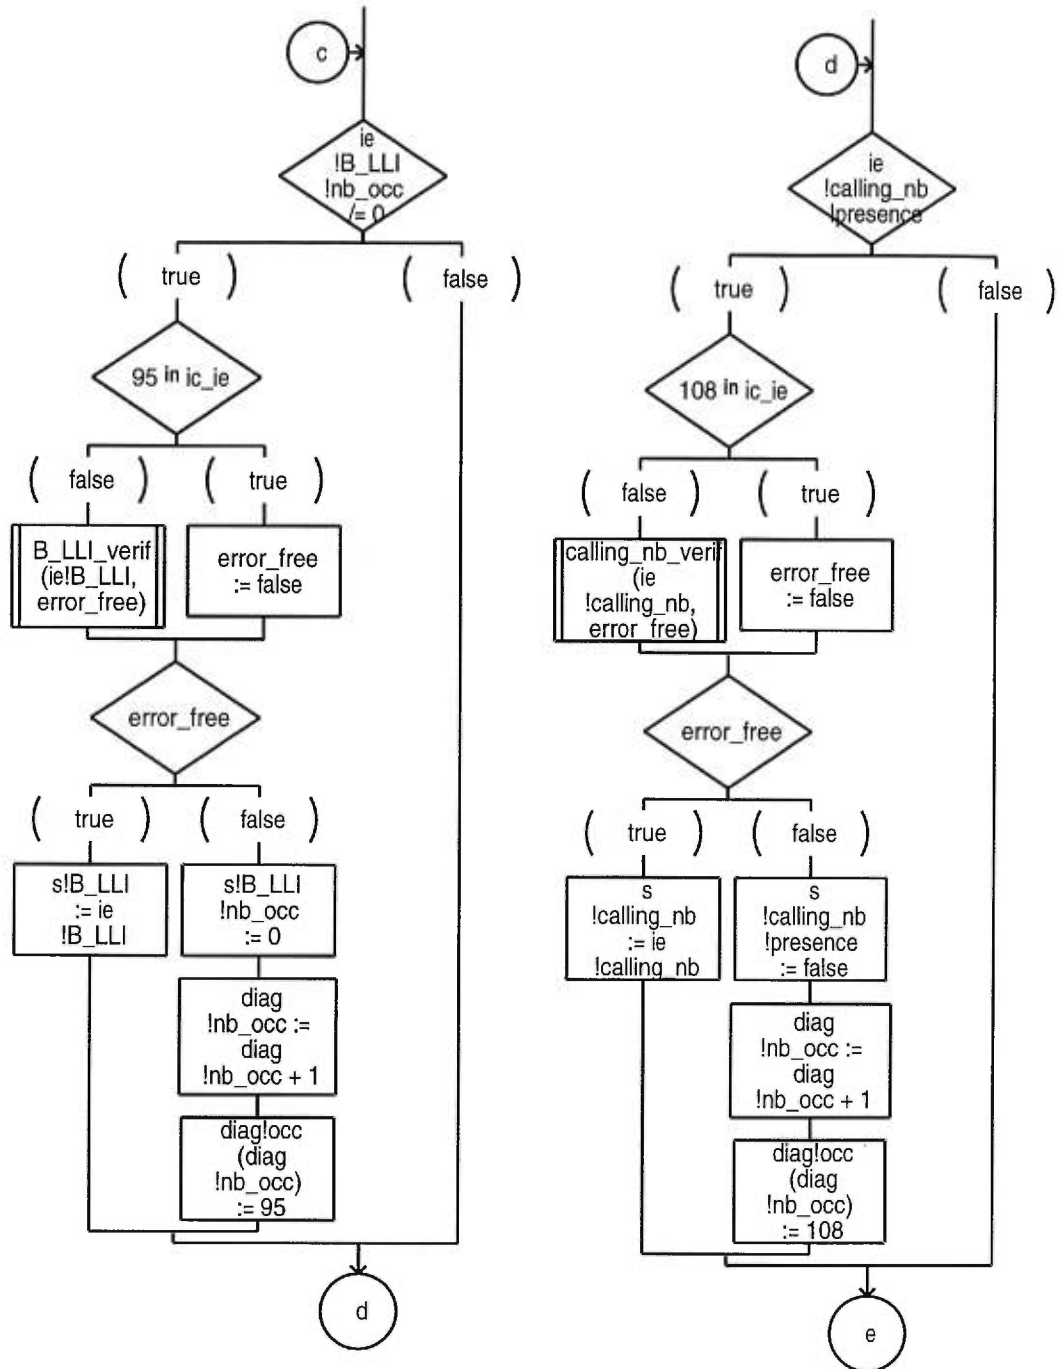 c
ie
!B_LLI
!nb_occ
/= 0
( true )
( false )
95 in ic_ie
( false )
( true )
B_LLI_verif
(ie!B_LLI,
error_free)
error_free
:= false
error_free
( true )
( false )
s!B_LLI
:= ie
!B_LLI
s!B_LLI
!nb_occ
:= 0
diag
!nb_occ :=
diag
!nb_occ + 1
diag!occ
(diag
!nb_occ)
:= 95
d
d
ie
!calling_nb
!presence
( true )
( false )
108 in ic_ie
( false )
( true )
calling_nb_verif
(ie
!calling_nb,
error_free)
error_free
:= false
error_free
( true )
( false )
s
!calling_nb
:= ie
!calling_nb
s
!calling_nb
!presence
:= false
diag
!nb_occ :=
diag
!nb_occ + 1
diag!occ
(diag
!nb_occ)
:= 108
e